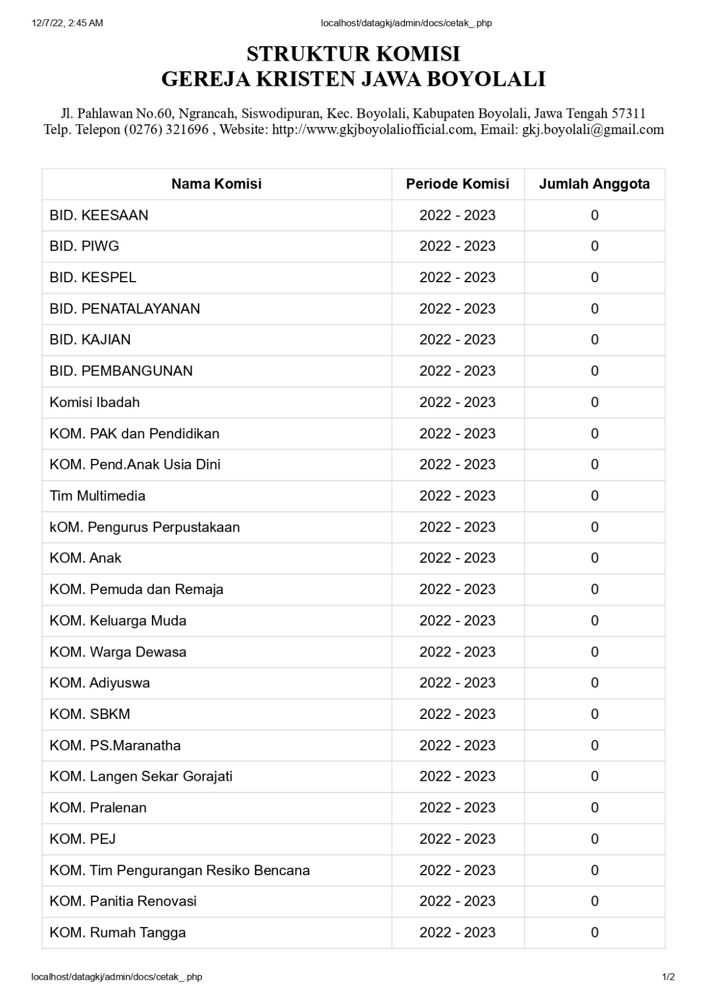 12/7/22, 2:45 AM localhost/datagkj/admin/docs/cetak_.php
STRUKTUR KOMISI
GEREJA KRISTEN JAWA BOYOLALI
Jl. Pahlawan No.60, Ngrancah, Siswodipuran, Kec. Boyolali, Kabupaten Boyolali, Jawa Tengah 57311
Telp. Telepon (0276) 321696 , Website: http://www.gkjboyolaliofficial.com, Email: gkj.boyolali@gmail.com
Nama Komisi Periode Komisi Jumlah Anggota
BID. KEESAAN 2022 - 2023 0
BID. PIWG 2022 - 2023 0
BID. KESPEL 2022 - 2023 0
BID. PENATALAYANAN 2022 - 2023 0
BID. KAJIAN 2022 - 2023 0
BID. PEMBANGUNAN 2022 - 2023 0
Komisi Ibadah 2022 - 2023 0
KOM. PAK dan Pendidikan 2022 - 2023 0
KOM. Pend.Anak Usia Dini 2022 - 2023 0
Tim Multimedia 2022 - 2023 0
kOM. Pengurus Perpustakaan 2022 - 2023 0
KOM. Anak 2022 - 2023 0
KOM. Pemuda dan Remaja 2022 - 2023 0
KOM. Keluarga Muda 2022 - 2023 0
KOM. Warga Dewasa 2022 - 2023 0
KOM. Adiyuswa 2022 - 2023 0
KOM. SBKM 2022 - 2023 0
KOM. PS.Maranatha 2022 - 2023 0
KOM. Langen Sekar Gorajati 2022 - 2023 0
KOM. Pralenan 2022 - 2023 0
KOM. PEJ 2022 - 2023 0
KOM. Tim Pengurangan Resiko Bencana 2022 - 2023 0
KOM. Panitia Renovasi 2022 - 2023 0
KOM. Rumah Tangga 2022 - 2023 0
localhost/datagkj/admin/docs/cetak_.php 1/2